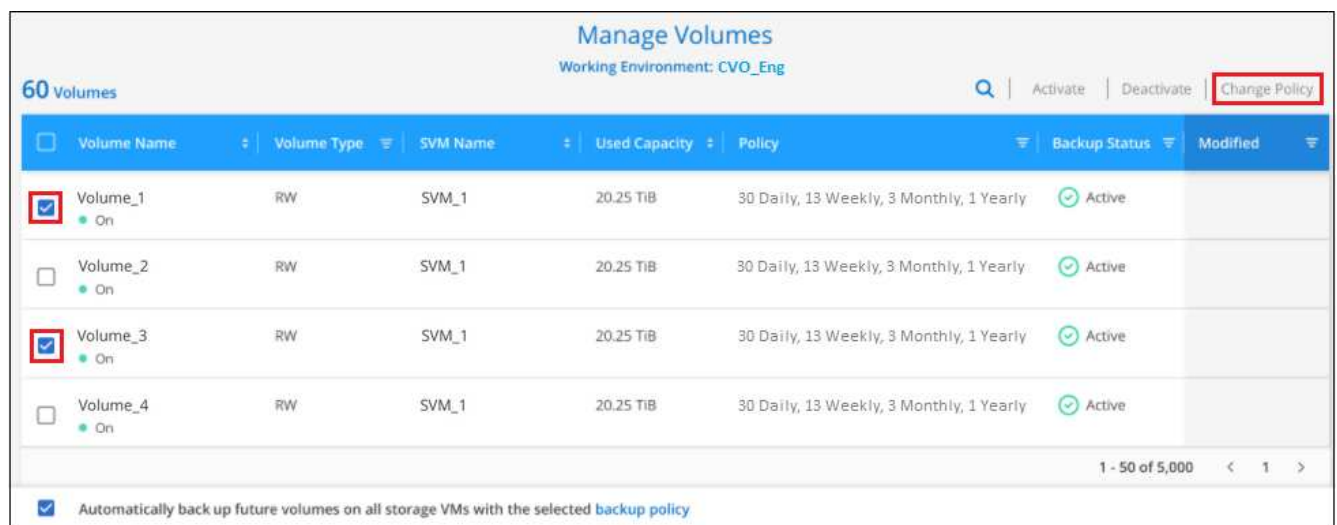 Manage Volumes
Working Environment: CVO_Eng
60 Volumes
Activate | Deactivate | Change Policy
Volume Name Volume Type SVM Name Used Capacity Policy Backup Status Modified
Volume_1 RW SVM_1 20.25 TiB 30 Daily, 13 Weekly, 3 Monthly, 1 Yearly Active
On
Volume_2 RW SVM_1 20.25 TiB 30 Daily, 13 Weekly, 3 Monthly, 1 Yearly Active
On
Volume_3 RW SVM_1 20.25 TiB 30 Daily, 13 Weekly, 3 Monthly, 1 Yearly Active
On
Volume_4 RW SVM_1 20.25 TiB 30 Daily, 13 Weekly, 3 Monthly, 1 Yearly Active
On
1 - 50 of 5,000 < 1 >
Automatically back up future volumes on all storage VMs with the selected backup policy